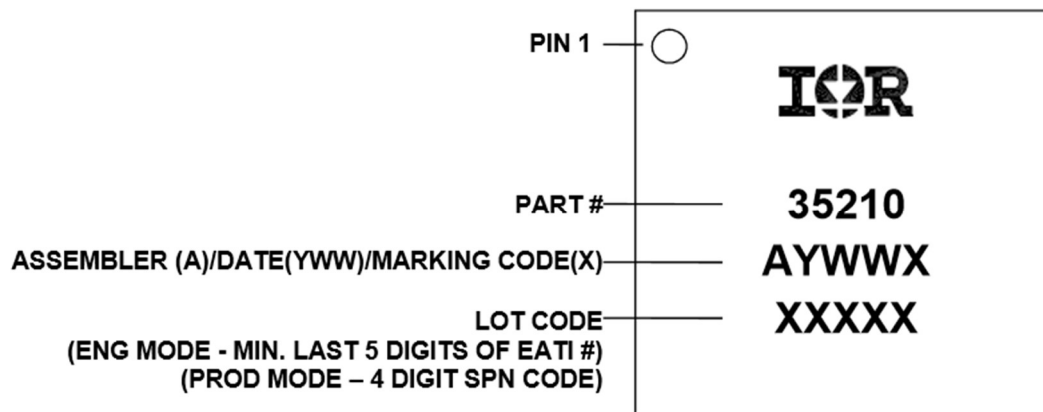 PIN 1
IOR
PART #
35210
ASSEMBLER (A)/DATE(YWW)/MARKING CODE(X)
AYWWX
LOT CODE
XXXXX
(ENG MODE - MIN. LAST 5 DIGITS OF EATI #)
(PROD MODE – 4 DIGIT SPN CODE)